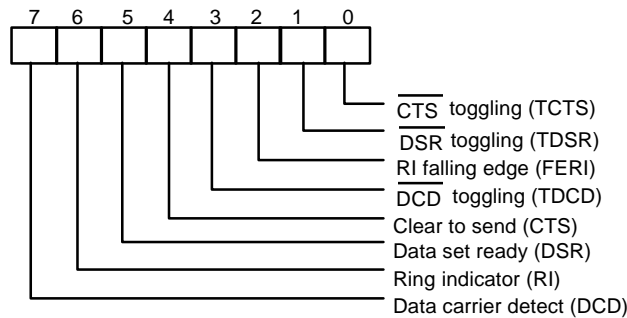 7 6 5 4 3 2 1 0
CTS toggling (TCTS)
DSR toggling (TDSR)
RI falling edge (FERI)
DCD toggling (TDCD)
Clear to send (CTS)
Data set ready (DSR)
Ring indicator (RI)
Data carrier detect (DCD)